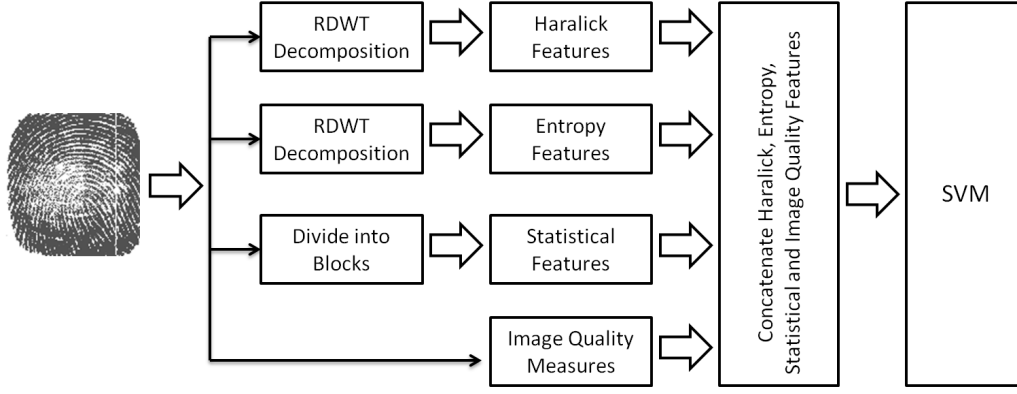 RDWT
Decomposition
Haralick
Features
RDWT
Decomposition
Entropy
Features
Divide into
Blocks
Statistical
Features
Image Quality
Measures
Concatenate Haralick, Entropy,
Statistical and Image Quality Features
SVM